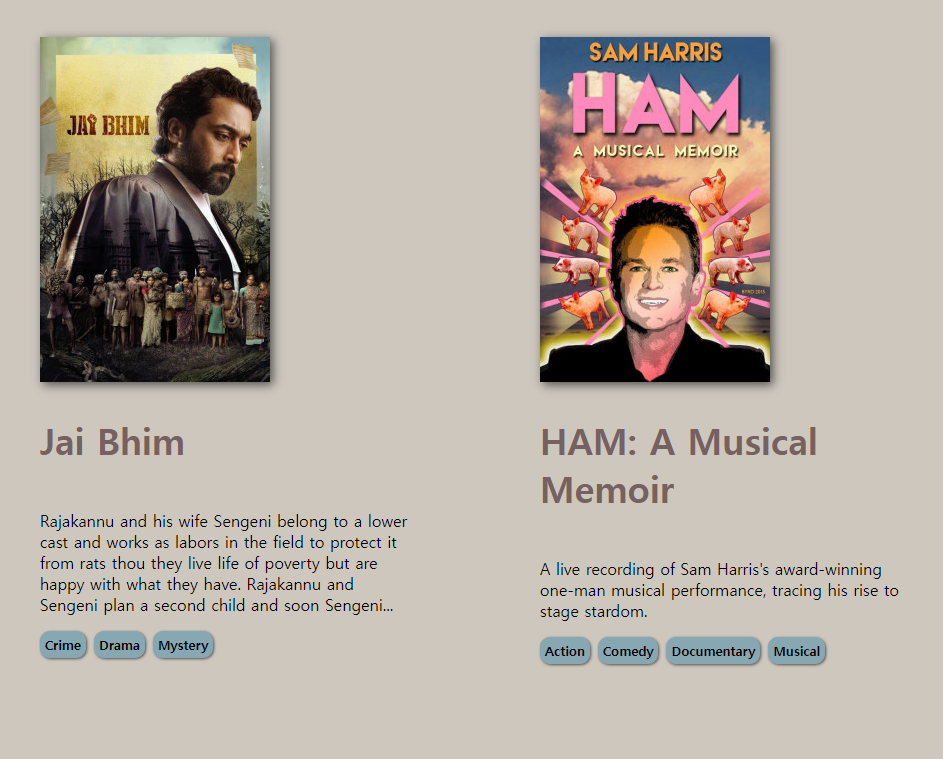 JAI BHIM
Jai Bhim
Rajakannu and his wife Sengeni belong to a lower
cast and works as labors in the field to protect it
from rats thou they live life of poverty but are
happy with what they have. Rajakannu and
Sengeni plan a second child and soon Sengeni...
Crime Drama Mystery
SAM HARRIS
HAM
A MUSICAL MEMOIR
BYRD 2015
HAM: A Musical
Memoir
A live recording of Sam Harris's award-winning
one-man musical performance, tracing his rise to
stage stardom.
Action Comedy Documentary Musical